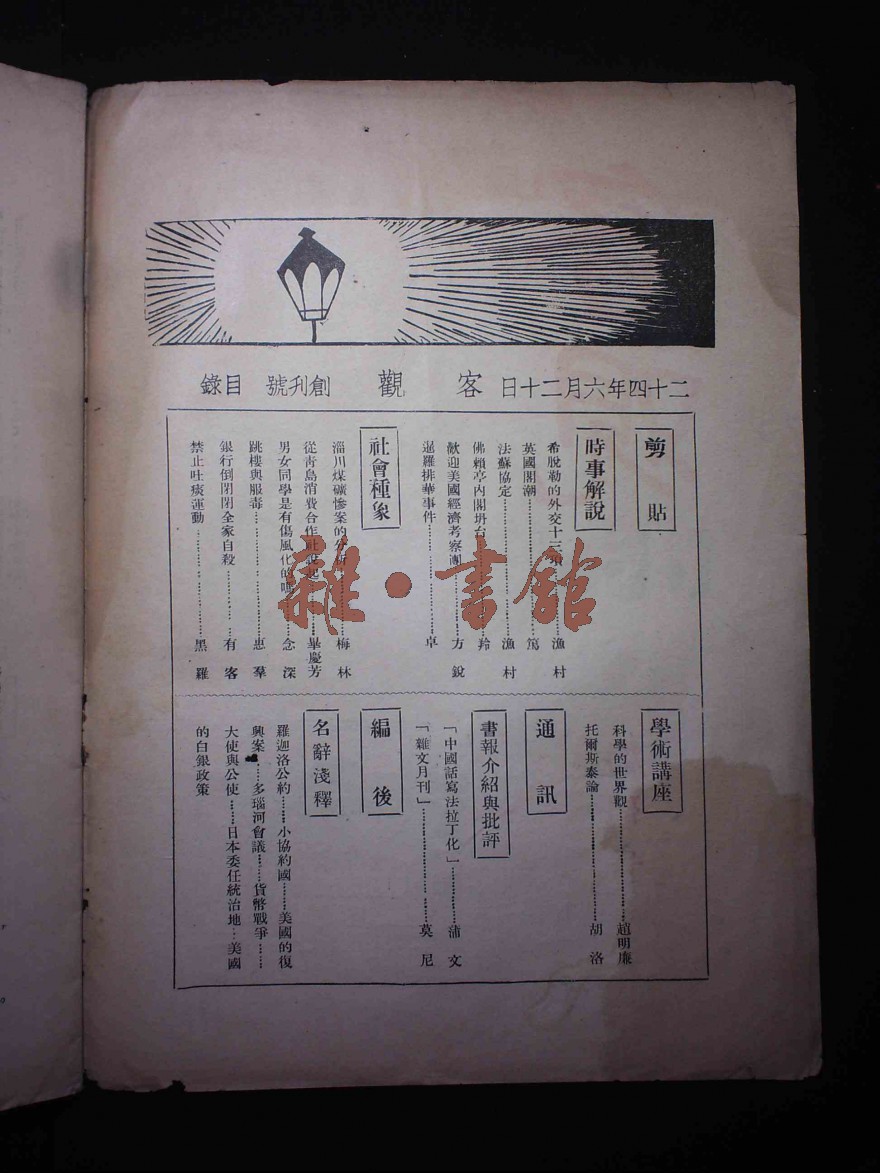 二十四年六月二十日 客觀 創刊號 目錄
剪貼
時事解說
希脫勒的外交十三項……漁村
英國閣潮……篤
法蘇協定……漁村
佛賴亭內閣坍台……羚
歡迎美國經濟考察團……方銳
暹羅排華事件……卓
社會種象
淄川煤礦慘案的分析……梅林
從靑島消費合作社說起……畢慶芳
男女同學是有傷風化的嗎……念深
跳樓與服毒……惠羣
銀行倒閉閉全家自殺……有客
禁止吐痰運動……黑羅
學術講座
科學的世界觀……趙明廉
托爾斯泰論……胡洛
通訊
書報介紹與批評
「中國話寫法拉丁化」……蒲文
「雜文月刊」……莫尼
編後
名辭淺釋
羅迦洛公約……小協約國……美國的復
興案……多瑙河會議……貨幣戰爭……
大使與公使……日本委任統治地…美國
的白銀政策
雜·書館